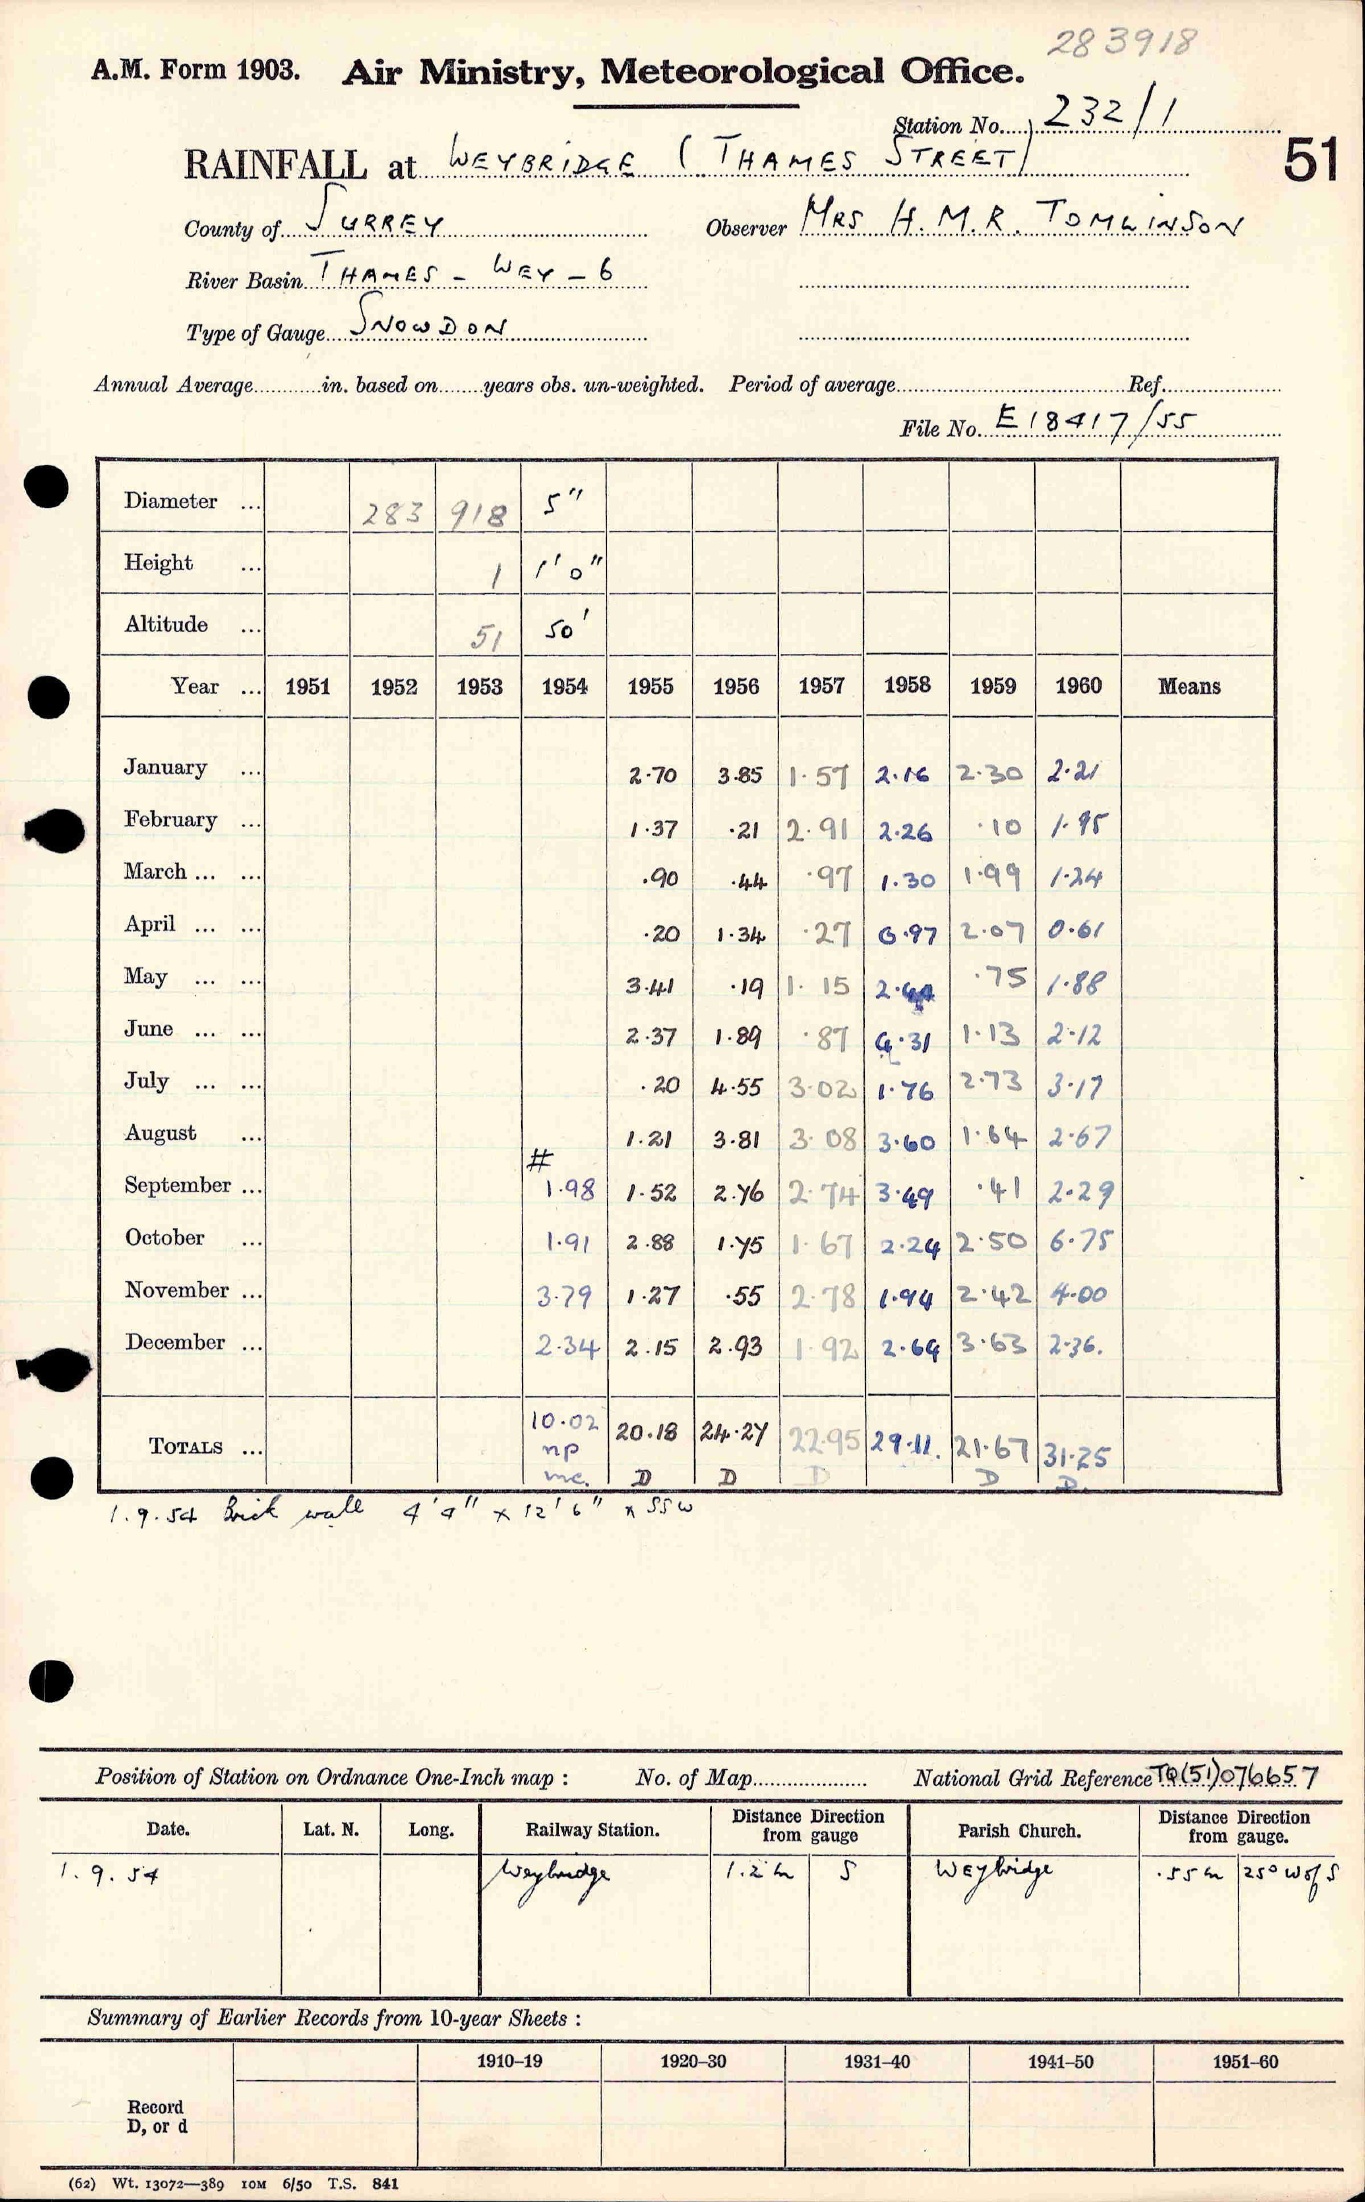 283918
A.M. Form 1903. Air Ministry, Meteorological Office.
Station No. 232/1
RAINFALL at WEYBRIDGE (THAMES STREET) 51
County of SURREY Observer MRS H.M.R. TOMLINSON
River Basin THAMES - WEY - 6
Type of Gauge SNOWDON
Annual Average in. based on years obs. un-weighted. Period of average Ref.
File No. E18417/55
Diameter ... 283 918 5"
Height ... 1 1'0"
Altitude ... 51 50'
Year ... 1951 1952 1953 1954 1955 1956 1957 1958 1959 1960 Means
January ... 2.70 3.85 1.57 2.16 2.30 2.21
February ... 1.37 .21 2.91 2.26 .10 1.95
March ... ... .90 .44 .97 1.30 1.99 1.24
April ... ... .20 1.34 .27 0.97 2.07 0.61
May ... ... 3.41 .19 1.15 2.44 .75 1.88
June ... ... 2.37 1.89 .87 4.31 1.13 2.12
July ... ... .20 4.55 3.02 1.76 2.73 3.17
August ... 1.21 3.81 3.08 3.60 1.64 2.67
#
September ... 1.98 1.52 2.76 2.74 3.49 .41 2.29
October ... 1.91 2.88 1.75 1.67 2.24 2.50 6.75
November ... 3.79 1.27 .55 2.78 1.94 2.42 4.00
December ... 2.34 2.15 2.93 1.92 2.64 3.63 2.36.
TOTALS ... 10.02 20.18 24.27 22.95 29.11. 21.67 31.25
np
mc. D D D D D.
1.9.54 Brick wall 4'4" x 12'6" x SSW
Position of Station on Ordnance One-Inch map : No. of Map National Grid Reference TQ(51)076657
Date. Lat. N. Long. Railway Station. Distance Direction from gauge Parish Church. Distance Direction from gauge.
1.9.54 Weybridge 1.2 m S Weybridge .55 m 25° W of S
Summary of Earlier Records from 10-year Sheets :
1910–19 1920–30 1931–40 1941–50 1951–60
Record
D, or d
(62) Wt. 13072—389 10M 6/50 T.S. 841